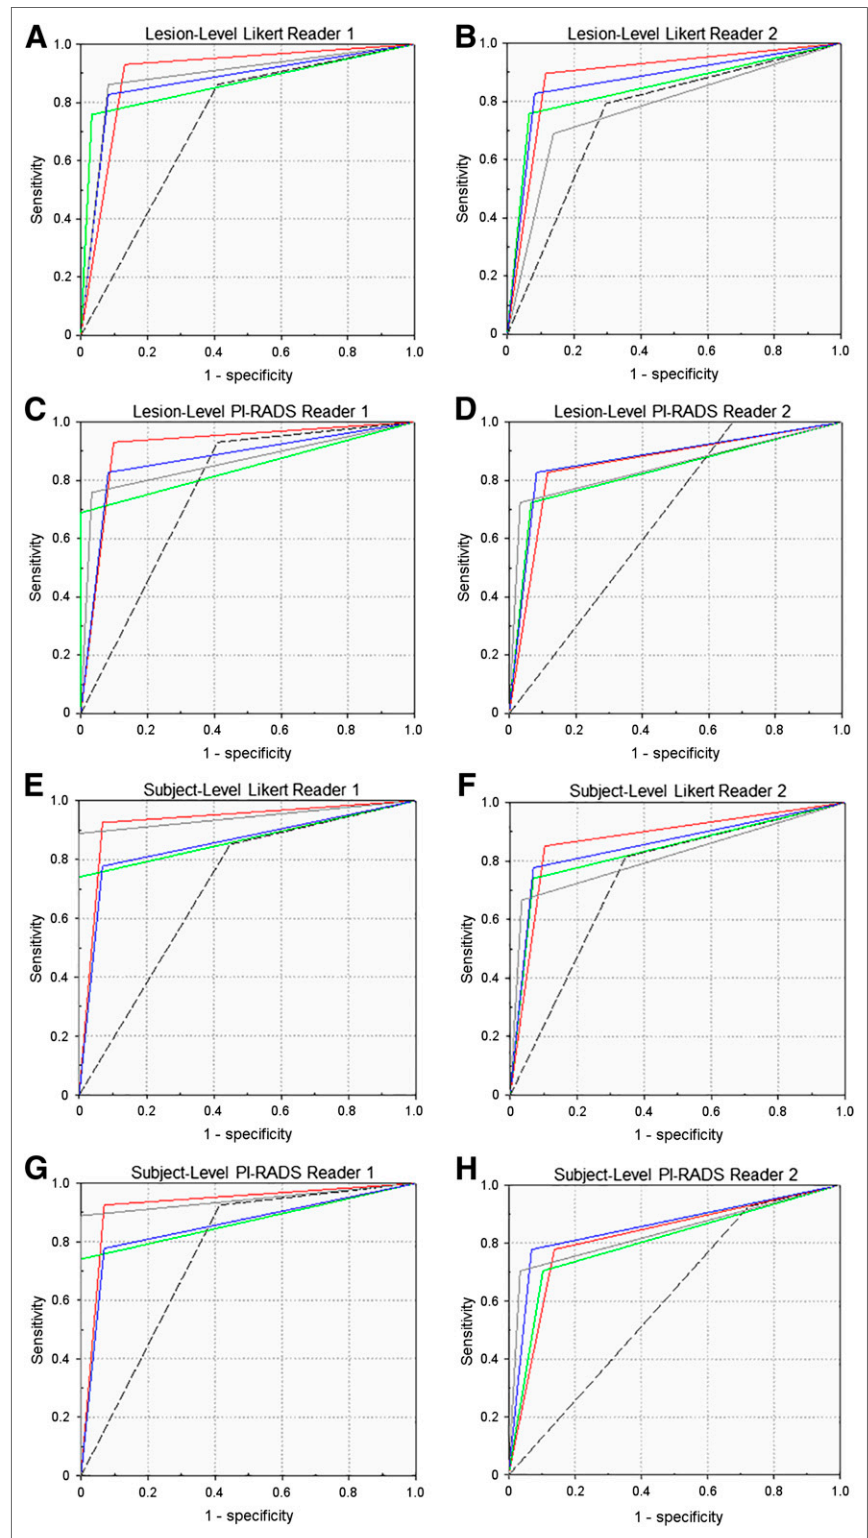 A
Lesion-Level Likert Reader 1
1.0
0.8
0.6
0.4
0.2
0
Sensitivity
0.2 0.4 0.6 0.8 1.0
0
1 - specificity
B
Lesion-Level Likert Reader 2
1.0
0.8
0.6
0.4
0.2
0
Sensitivity
0 0.2 0.4 0.6 0.8 1.0
1 - specificity
C
Lesion-Level PI-RADS Reader 1
1.0
0.8
0.6
0.4
0.2
0
Sensitivity
0 0.2 0.4 0.6 0.8 1.0
1 - specificity
D
Lesion-Level PI-RADS Reader 2
1.0
0.8
0.6
0.4
0.2
0
Sensitivity
0 0.2 0.4 0.6 0.8 1.0
1 - specificity
E
Subject-Level Likert Reader 1
1.0
0.8
0.6
0.4
0.2
0
Sensitivity
0 0.2 0.4 0.6 0.8 1.0
1 - specificity
F
Subject-Level Likert Reader 2
1.0
0.8
0.6
0.4
0.2
0
Sensitivity
0 0.2 0.4 0.6 0.8 1.0
1 - specificity
G
Subject-Level PI-RADS Reader 1
1.0
0.8
0.6
0.4
0.2
0
Sensitivity
0 0.2 0.4 0.6 0.8 1.0
1 - specificity
H
Subject-Level PI-RADS Reader 2
1.0
0.8
0.6
0.4
0.2
0
Sensitivity
0 0.2 0.4 0.6 0.8 1.0
1 - specificity